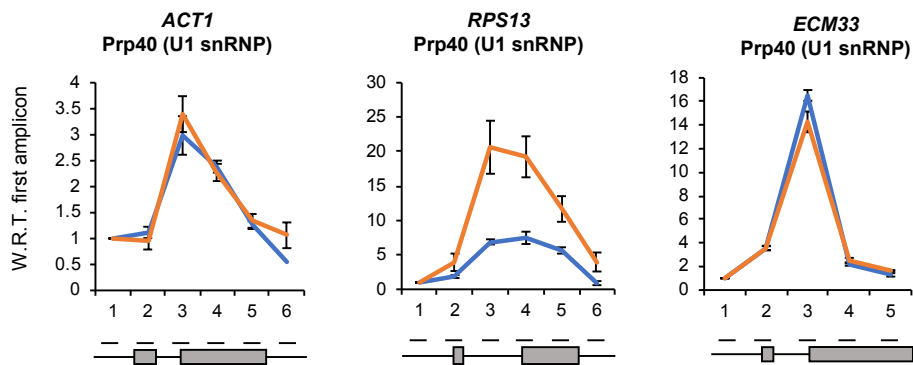 ACT1
Prp40 (U1 snRNP)
W.R.T. first amplicon
4
3.5
3
2.5
2
1.5
1
0.5
0
1 2 3 4 5 6
RPS13
Prp40 (U1 snRNP)
30
25
20
15
10
5
0
1 2 3 4 5 6
ECM33
Prp40 (U1 snRNP)
18
16
14
12
10
8
6
4
2
0
1 2 3 4 5